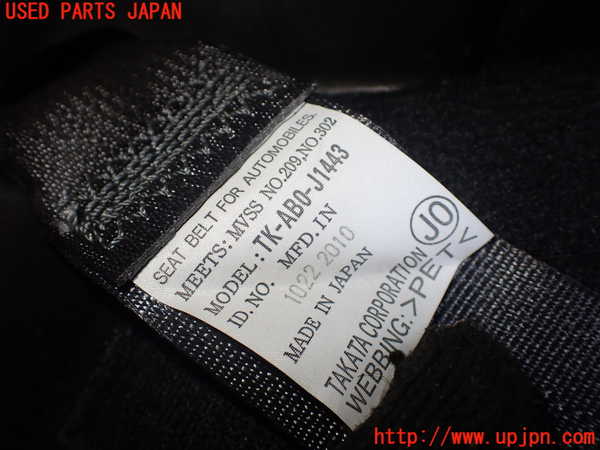 USED PARTS JAPAN
SEAT BELT FOR AUTOMOBILES.
MEETS: MVSS NO.209,NO.302
MODEL: TK-AB0-J1443
ID.NO. MFD.IN
1022 2010
MADE IN JAPAN
TAKATA CORPORATION
WEBBING: >PET<
JO
http://www.upjpn.com